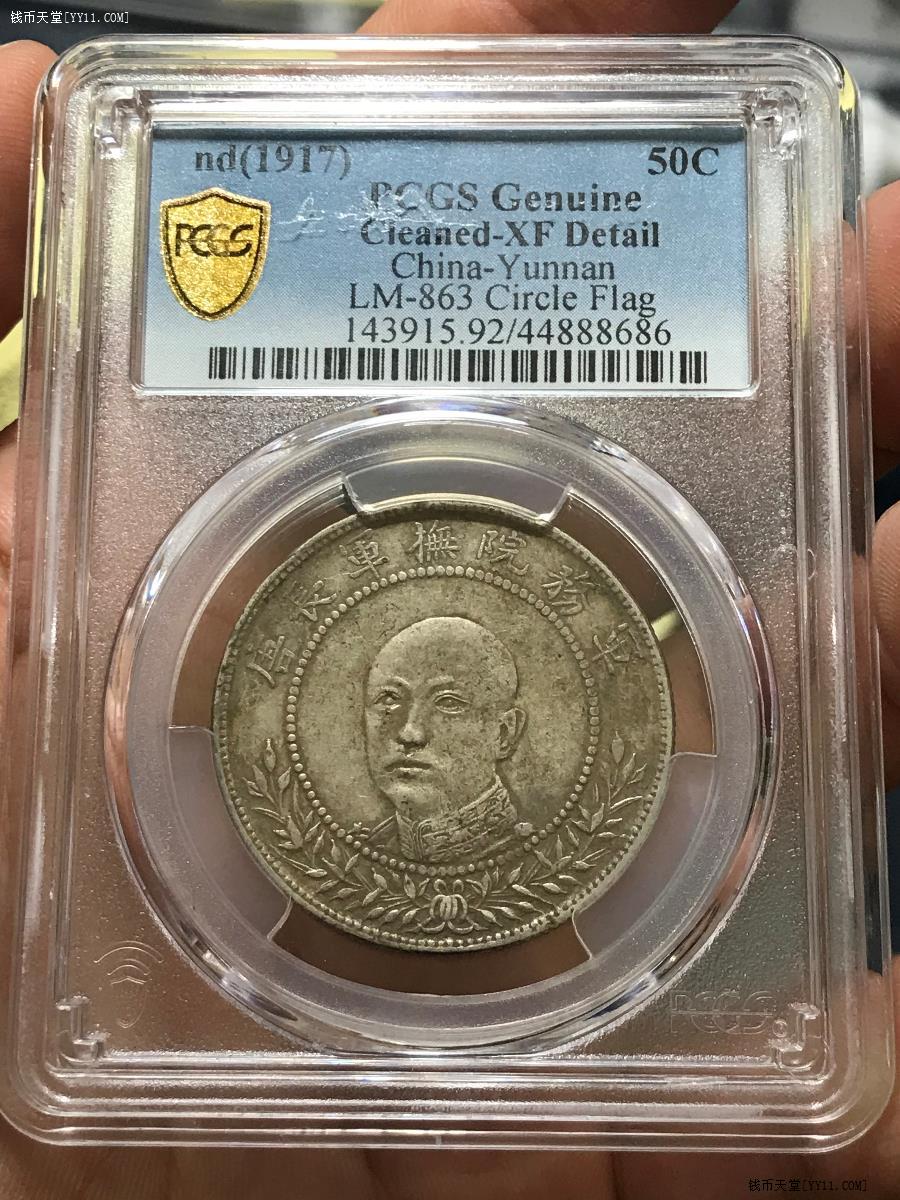 钱币天堂[YY11.COM]
nd(1917) 50C
PCGS Genuine
Cleaned-XF Detail
China-Yunnan
LM-863 Circle Flag
143915.92/44888686
PCGS
唐長軍撫院務軍
PCGS
钱币天堂[YY11.COM]